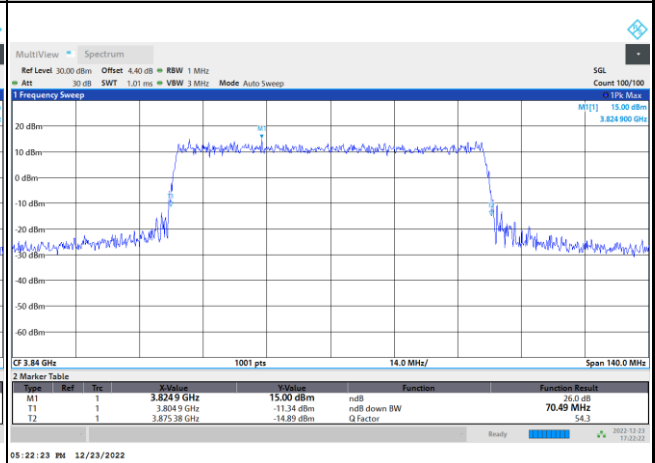 MultiView Spectrum
Ref Level 30.00 dBm Offset 4.40 dB RBW 1 MHz SGL
Att 30 dB SWT 1.01 ms VBW 3 MHz Mode Auto Sweep Count 100/100
1 Frequency Sweep 1Pk Max
M1[1] 15.00 dBm
3.824 900 GHz
20 dBm
M1
10 dBm
0 dBm
-10 dBm
-20 dBm
-30 dBm
-40 dBm
-50 dBm
-60 dBm
CF 3.84 GHz 1001 pts 14.0 MHz/ Span 140.0 MHz
2 Marker Table
Type Ref Trc X-Value Y-Value Function Function Result
M1 1 3.824 9 GHz 15.00 dBm ndB 26.0 dB
T1 1 3.804 9 GHz -11.34 dBm ndB down BW 70.49 MHz
T2 1 3.875 38 GHz -14.89 dBm Q Factor 54.3
Ready 2022-12-23
17:22:22
05:22:23 PM 12/23/2022